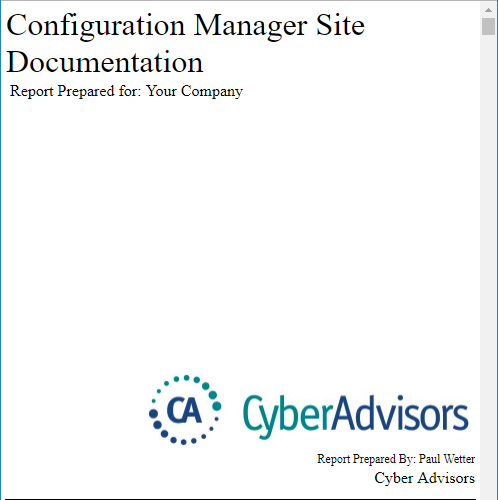 Configuration Manager Site
Documentation
Report Prepared for: Your Company
CA CyberAdvisors
Report Prepared By: Paul Wetter
Cyber Advisors